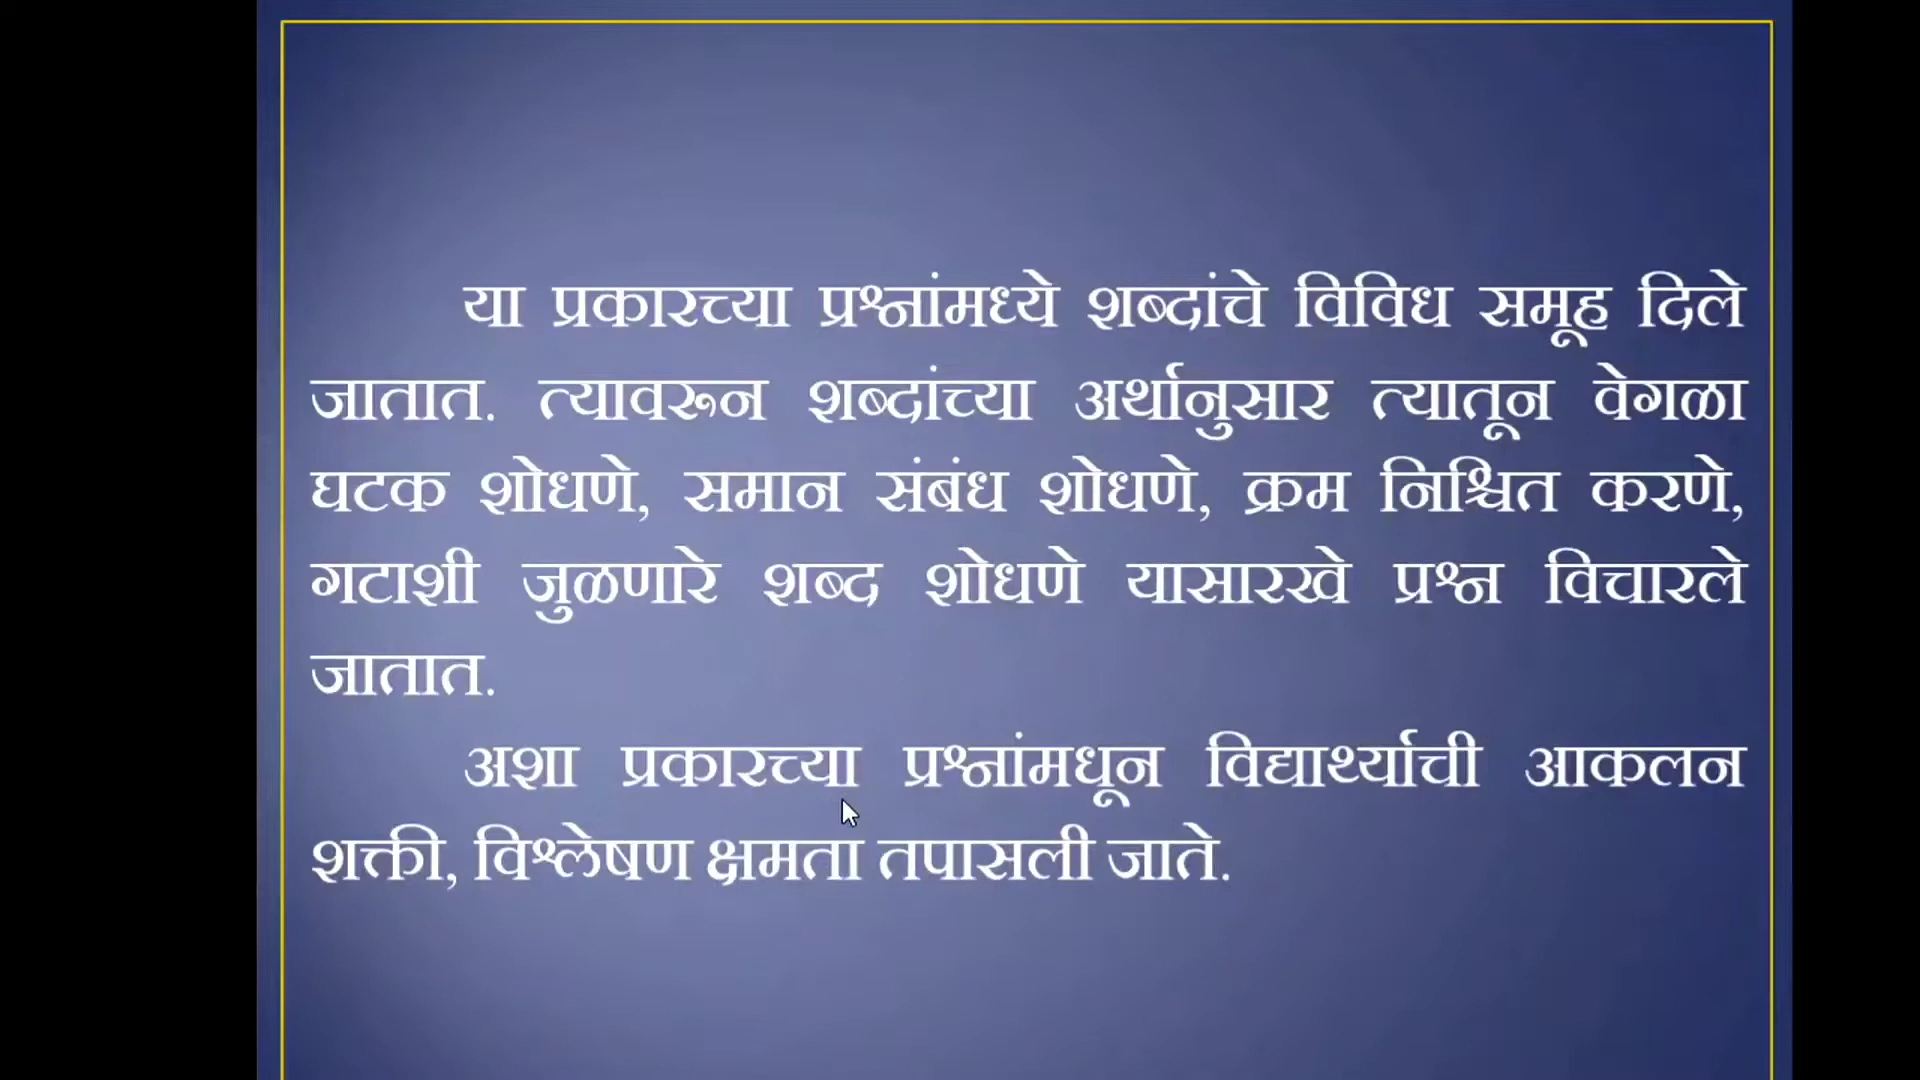 या प्रकारच्या प्रश्नांमध्ये शब्दांचे विविध समूह दिले
जातात. त्यावरून शब्दांच्या अर्थानुसार त्यातून वेगळा
घटक शोधणे, समान संबंध शोधणे, क्रम निश्चित करणे,
गटाशी जुळणारे शब्द शोधणे यासारखे प्रश्न विचारले
जातात.
अशा प्रकारच्या प्रश्नांमधून विद्यार्थ्याची आकलन
शक्ती, विश्लेषण क्षमता तपासली जाते.